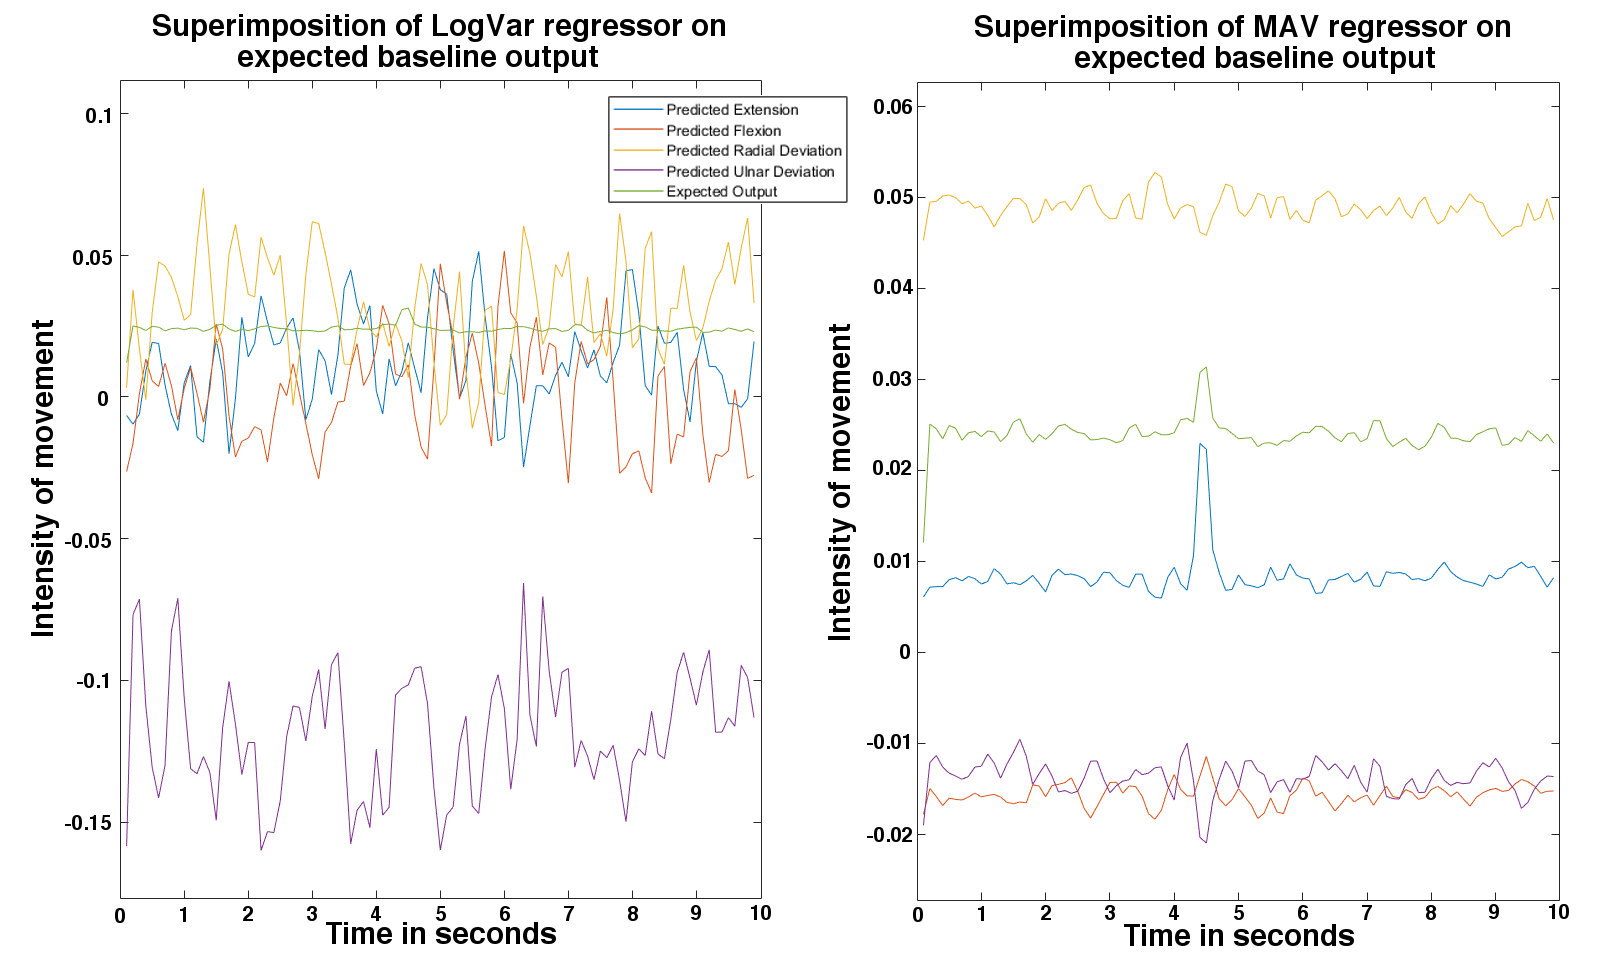 Superimposition of LogVar regressor on
expected baseline output
0.1
0.05
0
-0.05
-0.1
-0.15
Intensity of movement
0 1 2 3 4 5 6 7 8 9 10
Time in seconds
Predicted Extension
Predicted Flexion
Predicted Radial Deviation
Predicted Ulnar Deviation
Expected Output
Superimposition of MAV regressor on
expected baseline output
0.06
0.05
0.04
0.03
0.02
0.01
0
-0.01
-0.02
Intensity of movement
0 1 2 3 4 5 6 7 8 9 10
Time in seconds